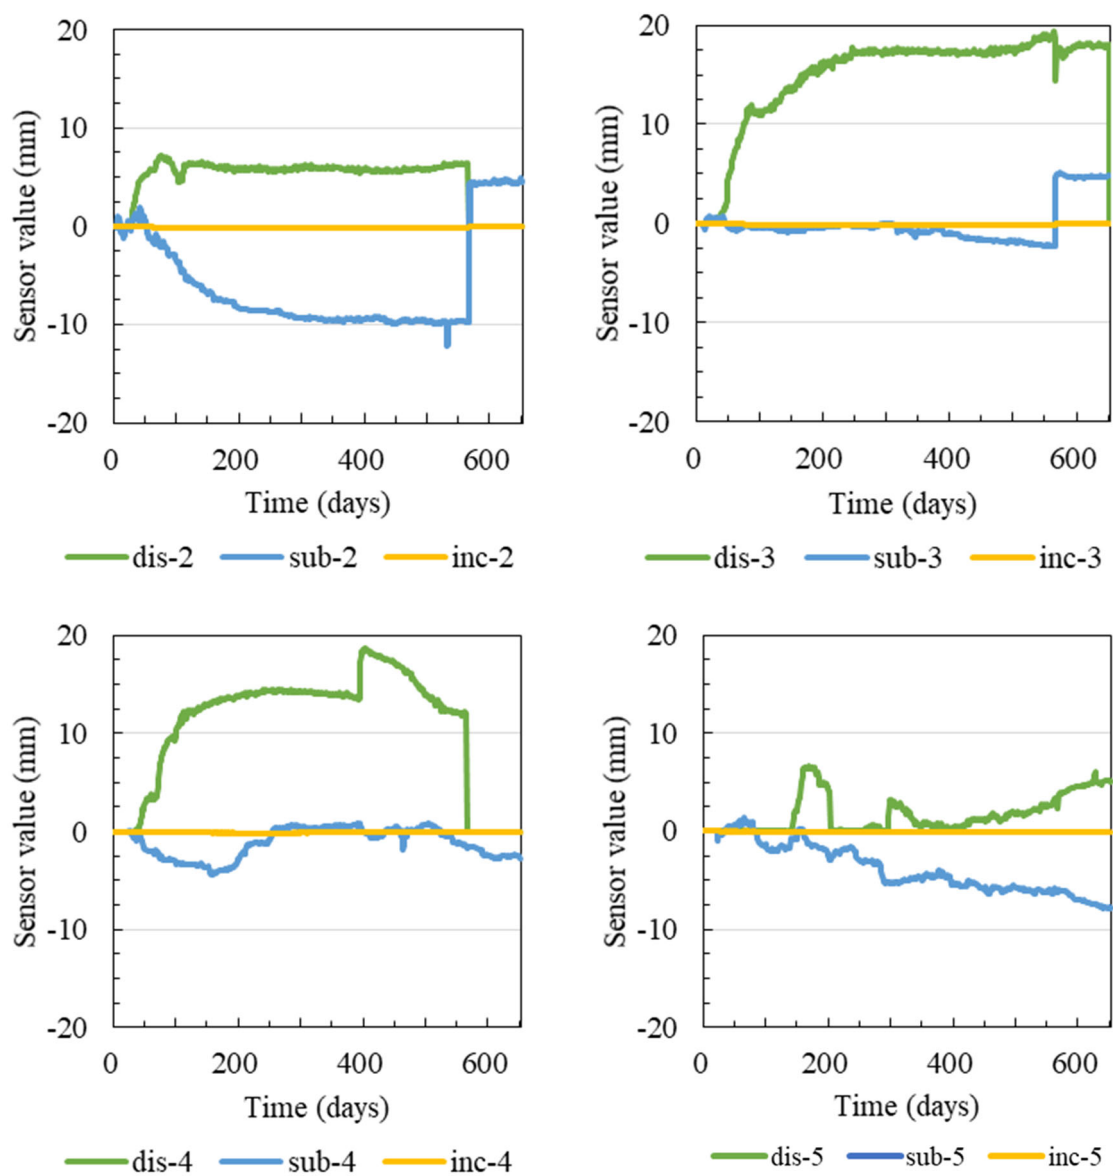 20
10
0
-10
-20
Sensor value (mm)
0 200 400 600
Time (days)
dis-2 sub-2 inc-2
20
10
0
-10
-20
Sensor value (mm)
0 200 400 600
Time (days)
dis-3 sub-3 inc-3
20
10
0
-10
-20
Sensor value (mm)
0 200 400 600
Time (days)
dis-4 sub-4 inc-4
20
10
0
-10
-20
Sensor value (mm)
0 200 400 600
Time (days)
dis-5 sub-5 inc-5